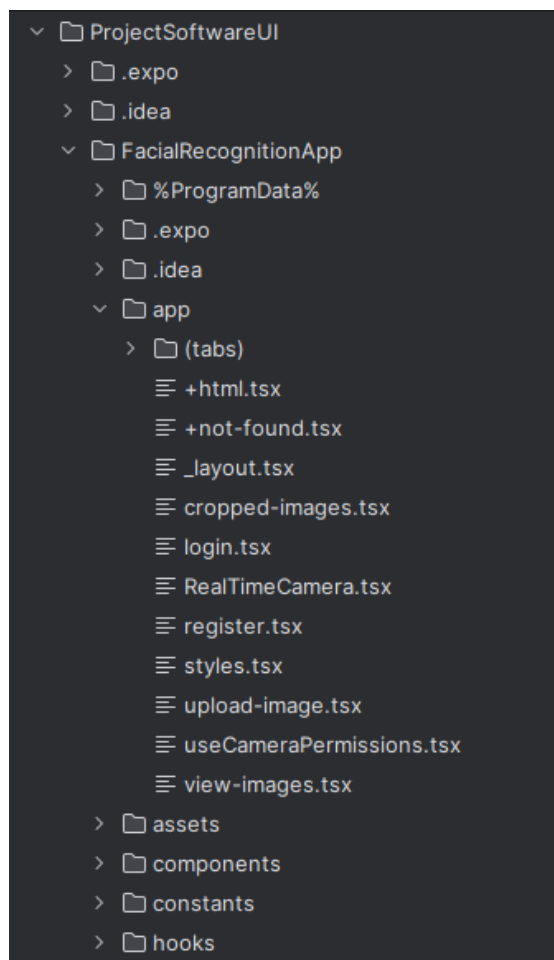 ProjectSoftwareUI
.expo
.idea
FacialRecognitionApp
%ProgramData%
.expo
.idea
app
(tabs)
+html.tsx
+not-found.tsx
_layout.tsx
cropped-images.tsx
login.tsx
RealTimeCamera.tsx
register.tsx
styles.tsx
upload-image.tsx
useCameraPermissions.tsx
view-images.tsx
assets
components
constants
hooks